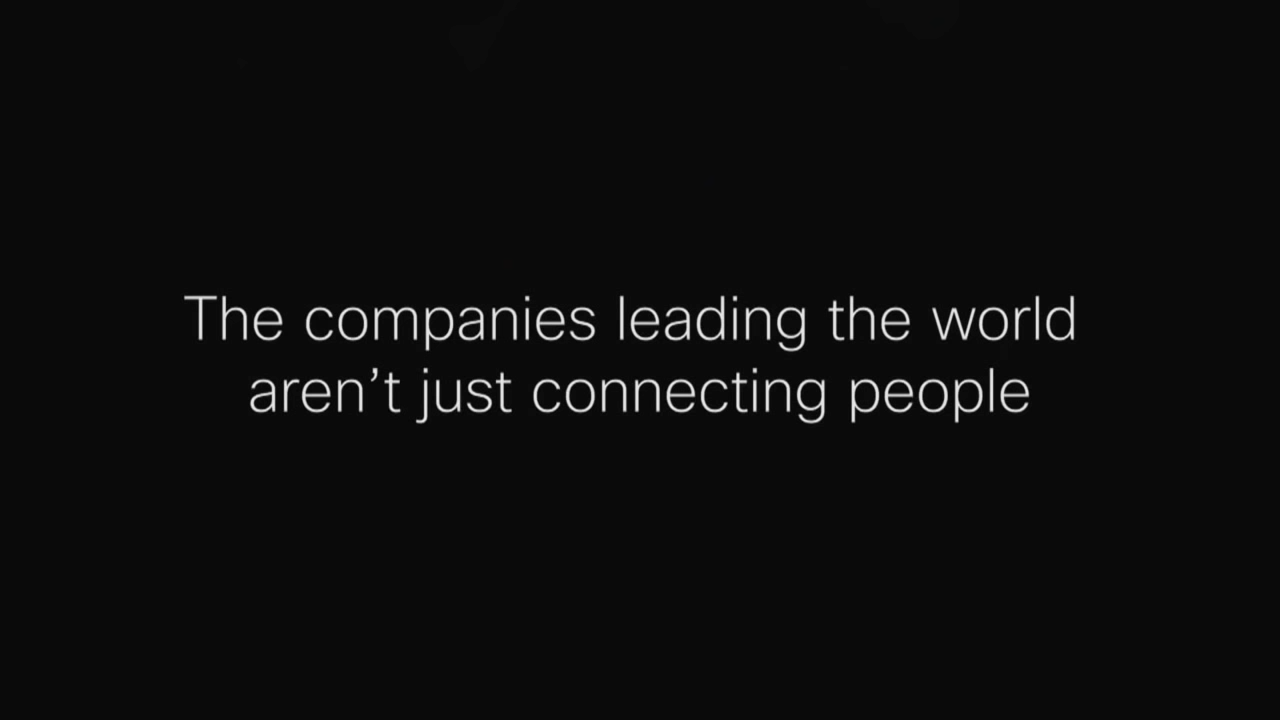 The companies leading the world
aren’t just connecting people